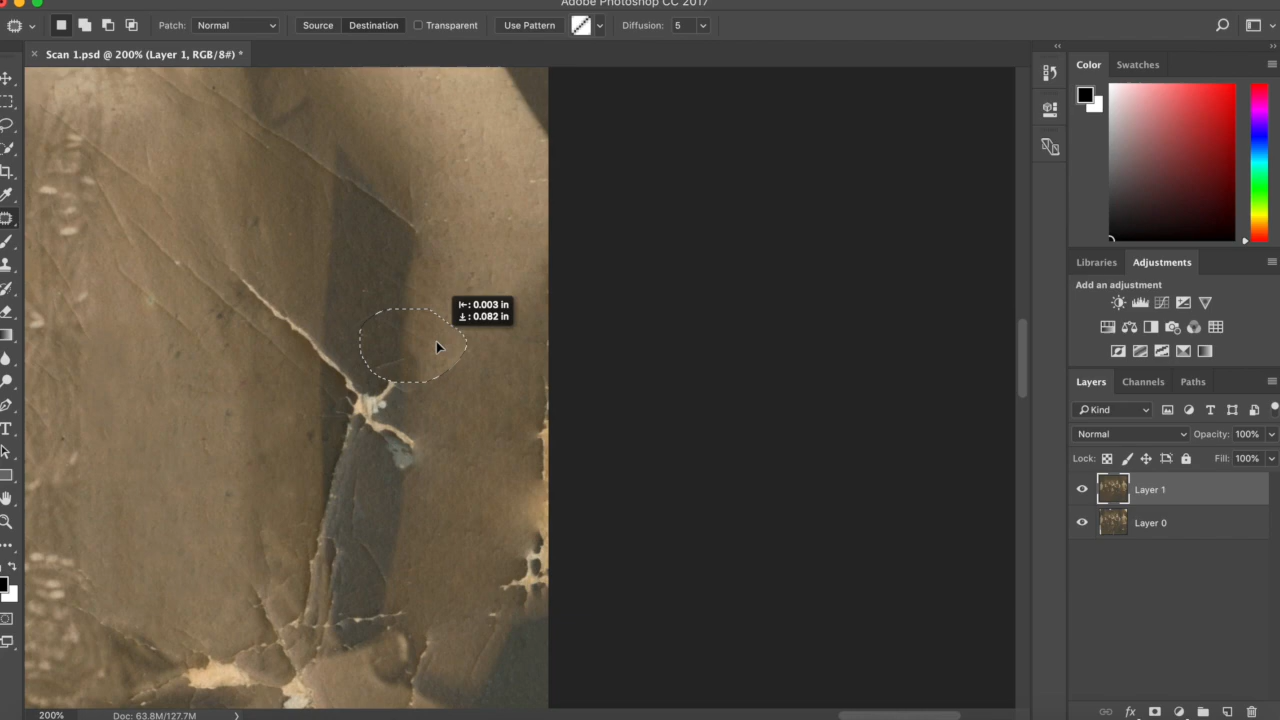 Adobe Photoshop CC 2017
Patch: Normal Source Destination Transparent Use Pattern Diffusion: 5
× Scan 1.psd @ 200% (Layer 1, RGB/8#) *
Color Swatches
Libraries Adjustments
Add an adjustment
: 0.003 in
: 0.082 in
Layers Channels Paths
Kind
Normal Opacity: 100%
Lock: Fill: 100%
Layer 1
Layer 0
T
fx
200% Doc: 63.8M/127.7M